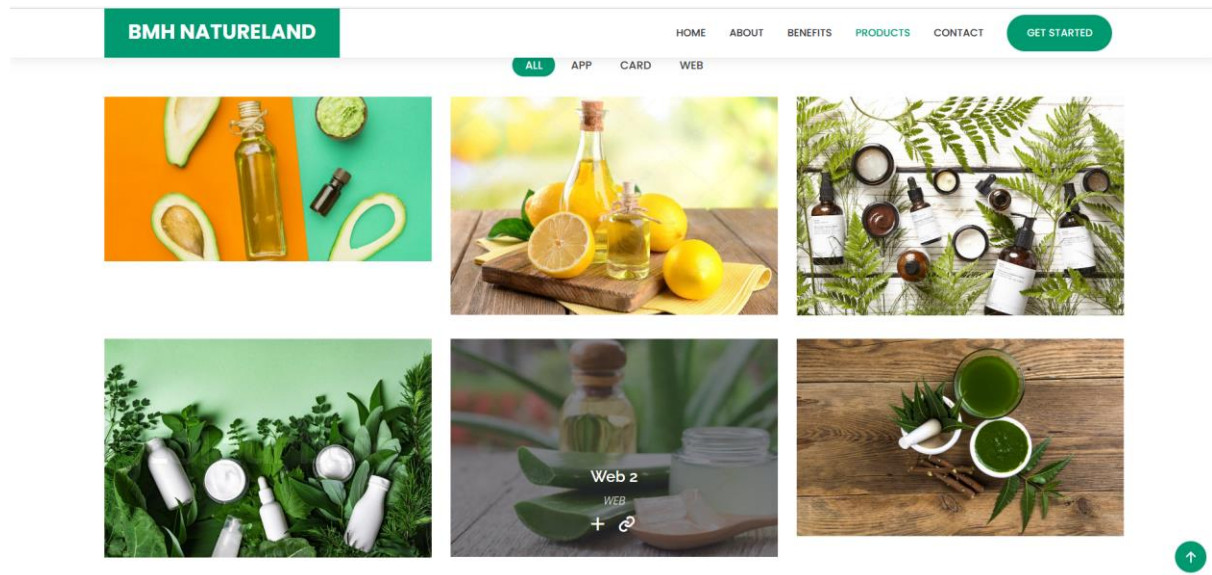 BMH NATURELAND
HOME ABOUT BENEFITS PRODUCTS CONTACT GET STARTED
ALL APP CARD WEB
Web 2
WEB